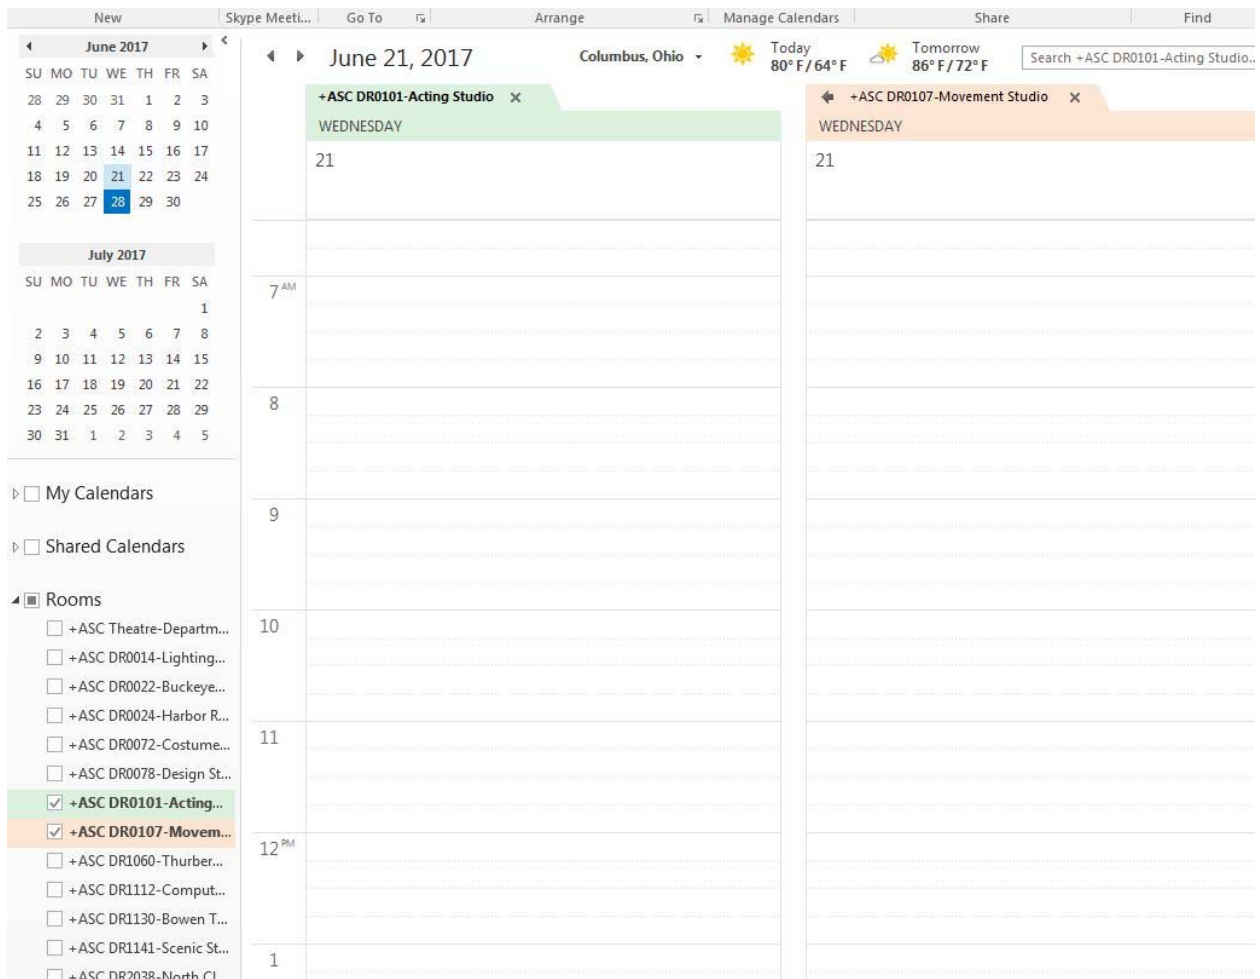 New Skype Meeti... Go To Arrange Manage Calendars Share Find
June 2017
SU MO TU WE TH FR SA
28 29 30 31 1 2 3
4 5 6 7 8 9 10
11 12 13 14 15 16 17
18 19 20 21 22 23 24
25 26 27 28 29 30
July 2017
SU MO TU WE TH FR SA
1
2 3 4 5 6 7 8
9 10 11 12 13 14 15
16 17 18 19 20 21 22
23 24 25 26 27 28 29
30 31 1 2 3 4 5
My Calendars
Shared Calendars
Rooms
+ASC Theatre-Departm...
+ASC DR0014-Lighting...
+ASC DR0022-Buckeye...
+ASC DR0024-Harbor R...
+ASC DR0072-Costume...
+ASC DR0078-Design St...
+ASC DR0101-Acting...
+ASC DR0107-Movem...
+ASC DR1060-Thurber...
+ASC DR1112-Comput...
+ASC DR1130-Bowen T...
+ASC DR1141-Scenic St...
+ASC DR2038-North Cl
June 21, 2017
Columbus, Ohio
Today
80° F / 64° F
Tomorrow
86° F / 72° F
Search +ASC DR0101-Acting Studio...
+ASC DR0101-Acting Studio
WEDNESDAY
21
+ASC DR0107-Movement Studio
WEDNESDAY
21
7 AM
8
9
10
11
12 PM
1